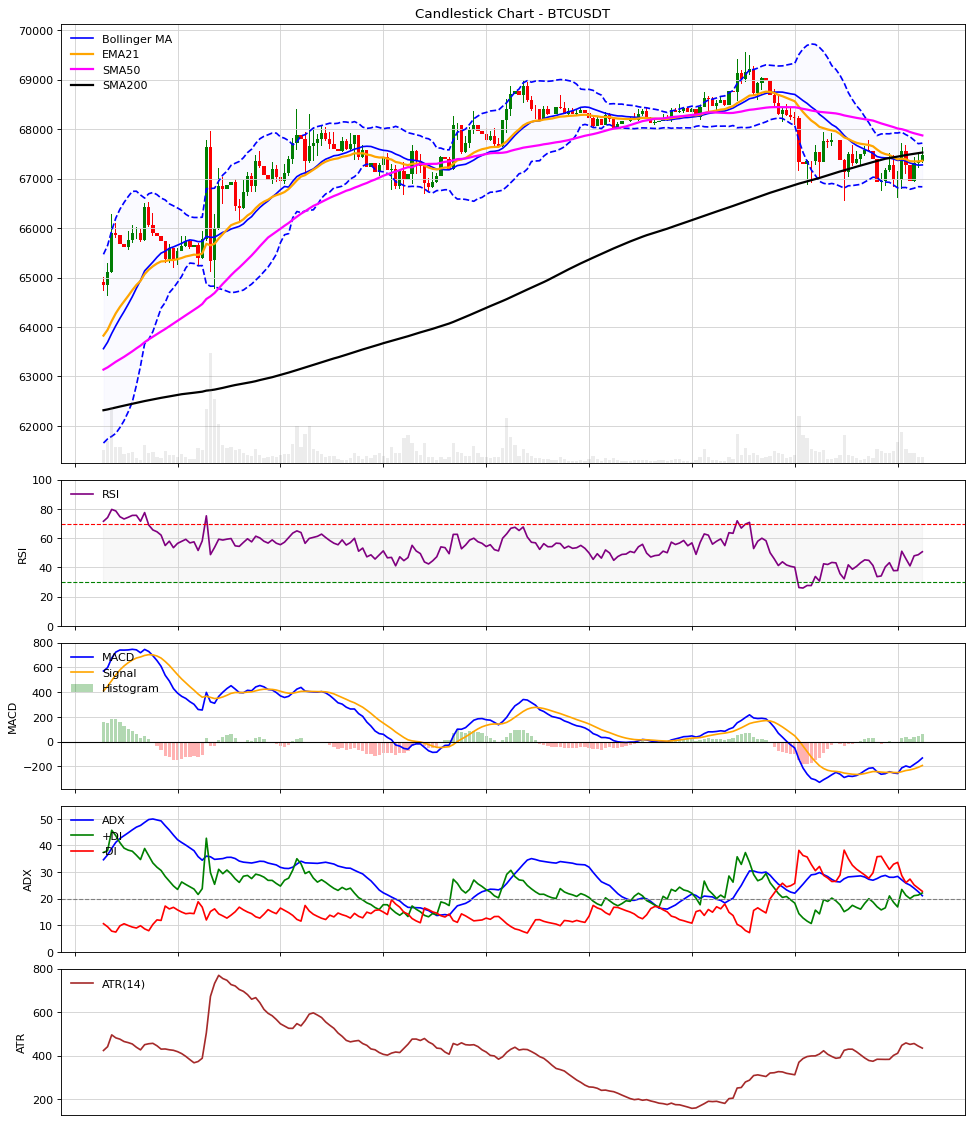 Candlestick Chart - BTCUSDT
70000
69000
68000
67000
66000
65000
64000
63000
62000
Bollinger MA
EMA21
SMA50
SMA200
100
80
60
40
20
0
RSI
RSI
800
600
400
200
0
−200
MACD
MACD
Signal
Histogram
50
40
30
20
10
0
ADX
ADX
+DI
-DI
800
600
400
200
ATR
ATR(14)